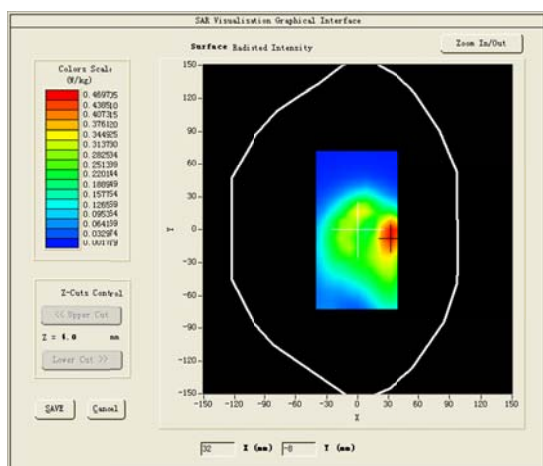 SAR Visualisation Graphical Interface
Surface Radiated Intensity
Zoom In/Out
Colors Scale
(W/kg)
0.469705
0.438510
0.407315
0.376120
0.344925
0.313730
0.282534
0.251339
0.220144
0.188949
0.157754
0.126559
0.095364
0.064169
0.032974
0.001779
Z-Cuts Control
<< Upper Cut
Z = 4.0 mm
Lower Cut >>
SAVE
Cancel
150
120
90
60
30
0
-30
-60
-90
-120
-150
Y
-150 -120 -90 -60 -30 0 30 60 90 120 150
X
32 X (mm) -8 Y (mm)